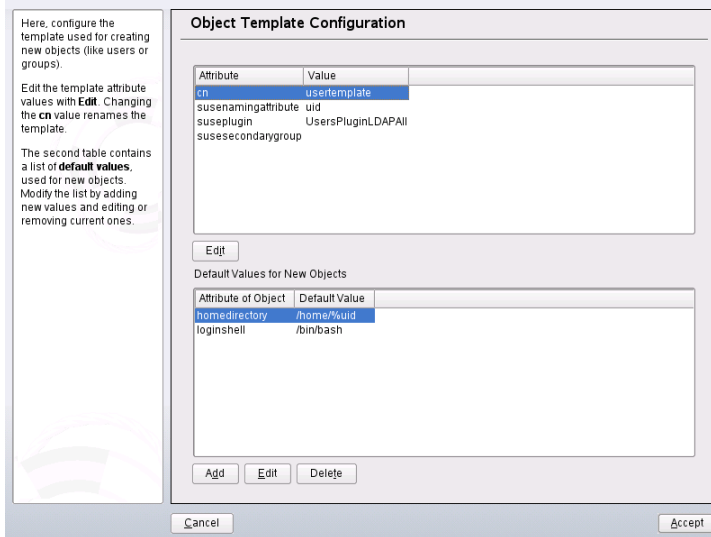 Here, configure the
template used for creating
new objects (like users or
groups).
Edit the template attribute
values with Edit. Changing
the cn value renames the
template.
The second table contains
a list of default values,
used for new objects.
Modify the list by adding
new values and editing or
removing current ones.
Object Template Configuration
Attribute Value
cn usertemplate
susenamingattribute uid
suseplugin UsersPluginLDAPAll
susesecondarygroup
Edit
Default Values for New Objects
Attribute of Object Default Value
homedirectory /home/%uid
loginshell /bin/bash
Add Edit Delete
Cancel Accept